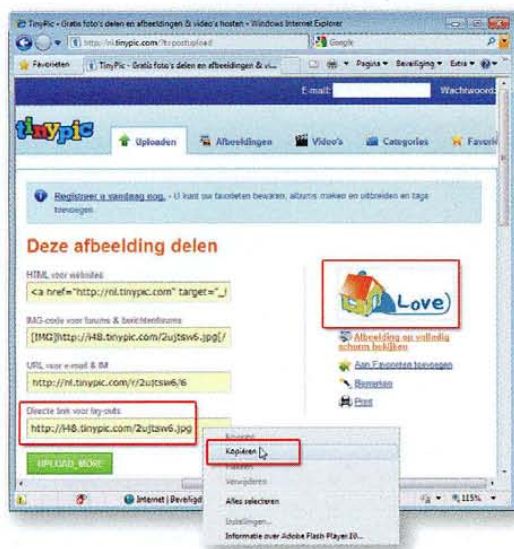 TinyPic - Gratis foto's delen en afbeeldingen & video's hosten - Windows Internet Explorer
http://nl.tinypic.com/?t=postupload
Google
Favorieten TinyPic - Gratis foto's delen en afbeeldingen & vi... Pagina Beveiliging Extra
E-mail: Wachtwoord:
tinypic Uploaden Afbeeldingen Video's Categories Favori
Registreer u vandaag nog. - U kunt uw favorieten bewaren, albums maken en uitbreiden en tags
toevoegen.
Deze afbeelding delen
HTML voor websites
<a href="http://nl.tinypic.com" target="_l
IMG-code voor forums & berichtenforums
[IMG]http://i48.tinypic.com/2ujtsw6.jpg[/
URL voor e-mail & IM
http://nl.tinypic.com/r/2ujtsw6/6
Directe link voor lay-outs
http://i48.tinypic.com/2ujtsw6.jpg
UPLOAD_MORE
Love)
Afbeelding op volledig
scherm bekijken
Aan Favorieten toevoegen
Bewerken
Print
Kopiëren
Plakken
Verwijderen
Alles selecteren
Instellingen...
Informatie over Adobe Flash Player 10...
Internet | Beveiligd
115%